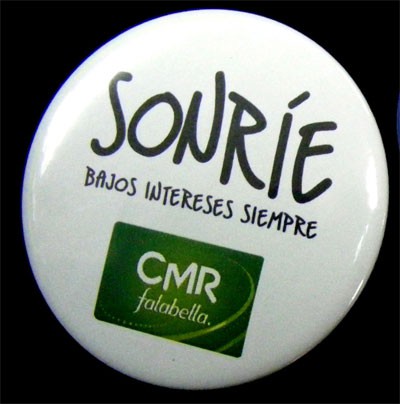 SONRÍE
BAJOS INTERESES SIEMPRE
CMR
falabella.